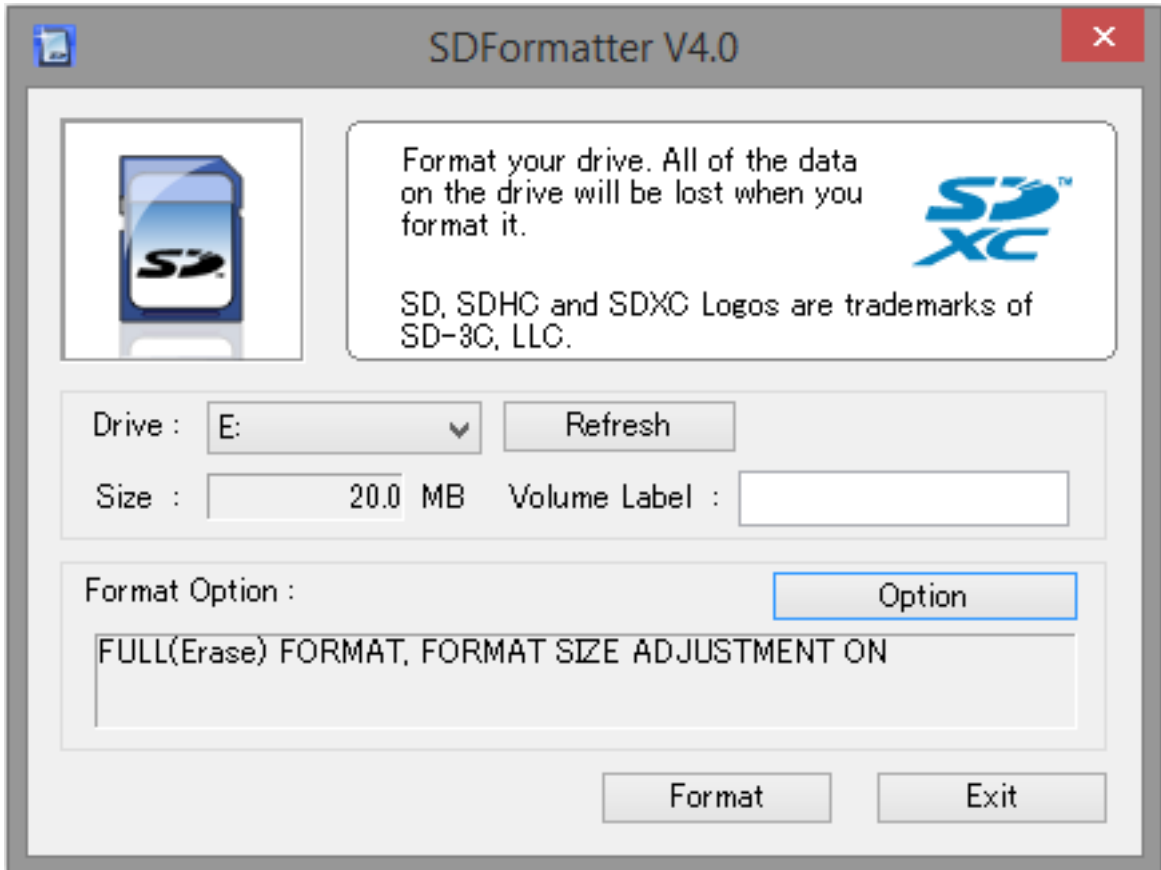 SDFormatter V4.0
Format your drive. All of the data
on the drive will be lost when you
format it.
SD XC™
SD
SD, SDHC and SDXC Logos are trademarks of
SD-3C, LLC.
Drive : E: Refresh
Size : 20.0 MB Volume Label :
Format Option : Option
FULL(Erase) FORMAT, FORMAT SIZE ADJUSTMENT ON
Format Exit